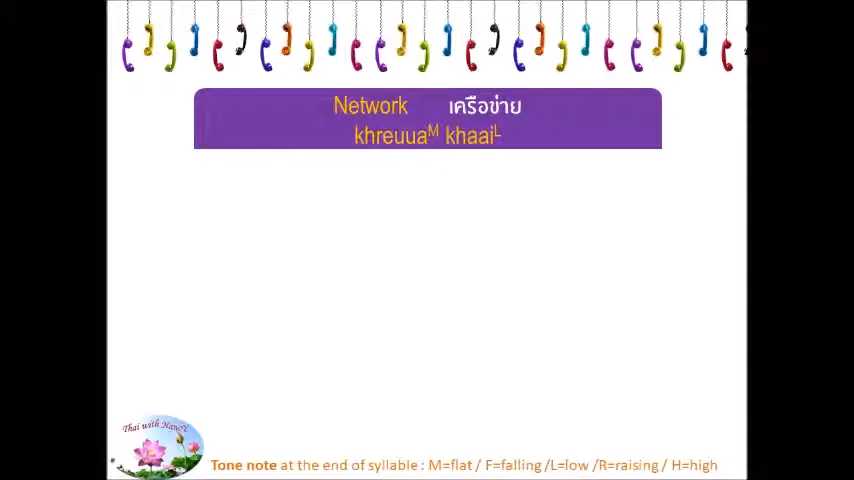 Network เครือข่าย
khreuuaᴹ khaaiᴸ
Thai with NancY
Tone note at the end of syllable : M=flat / F=falling /L=low /R=raising / H=high